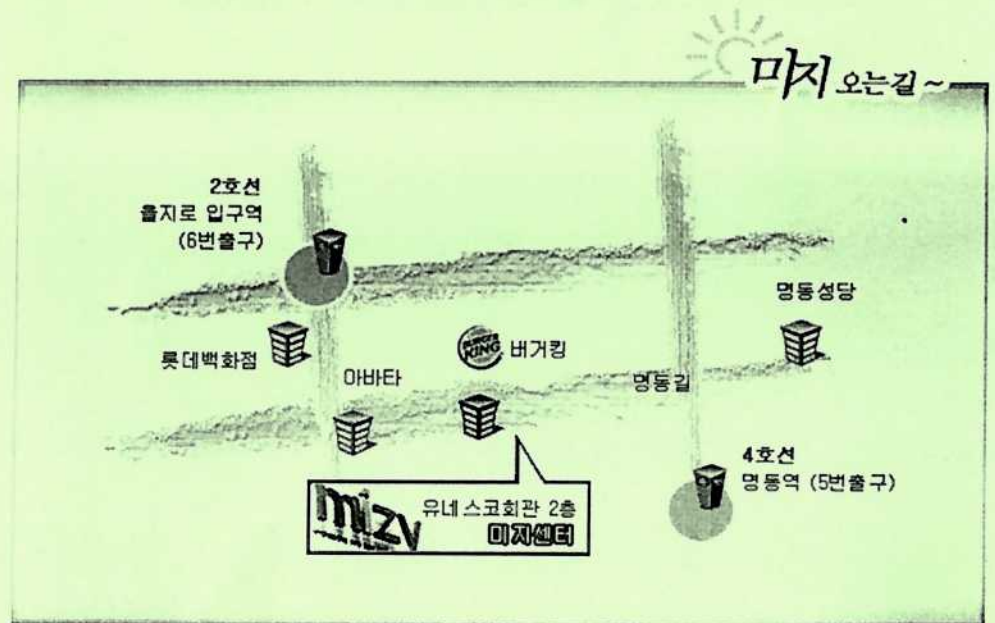 미지 오는길 ~
2호선
을지로 입구역
(6번출구)
명동성당
롯데백화점
BURGER
KING
버거킹
아바타
명동길
4호선
명동역 (5번출구)
mizy
유네스코회관 2층
미지센터